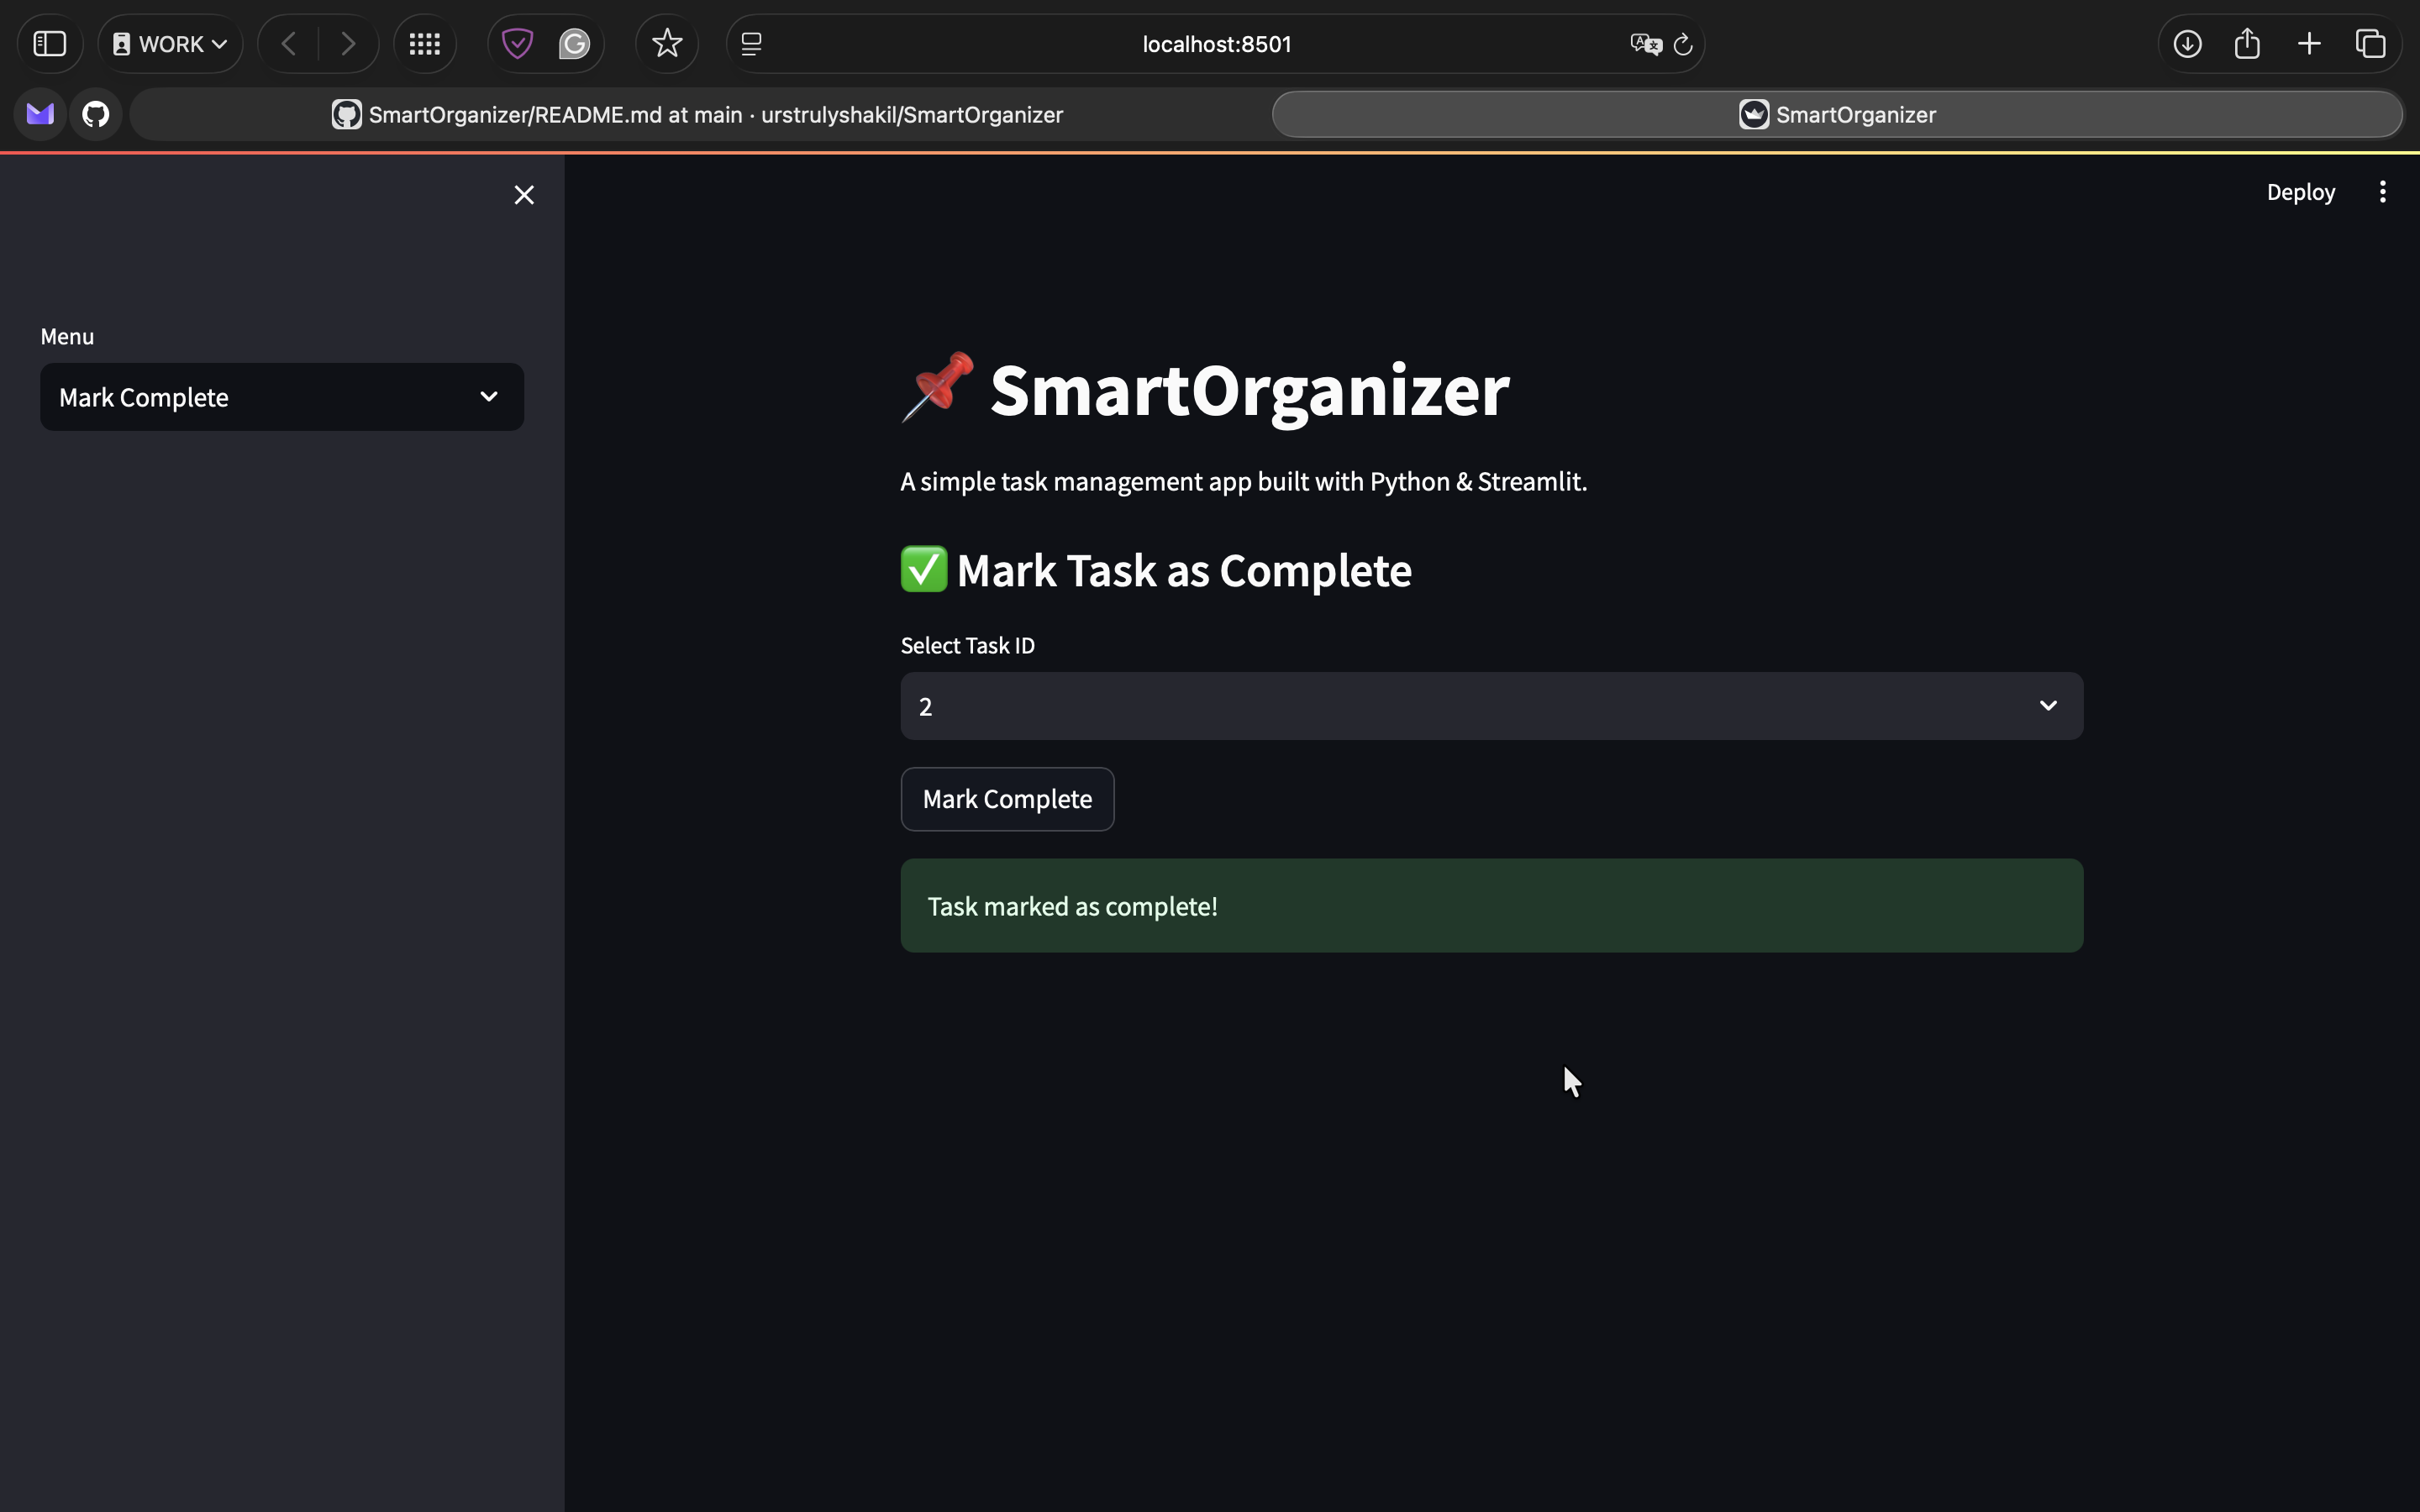 WORK
localhost:8501
SmartOrganizer/README.md at main · urstrulyshakil/SmartOrganizer
SmartOrganizer
Deploy
Menu
Mark Complete
SmartOrganizer
A simple task management app built with Python & Streamlit.
Mark Task as Complete
Select Task ID
2
Mark Complete
Task marked as complete!